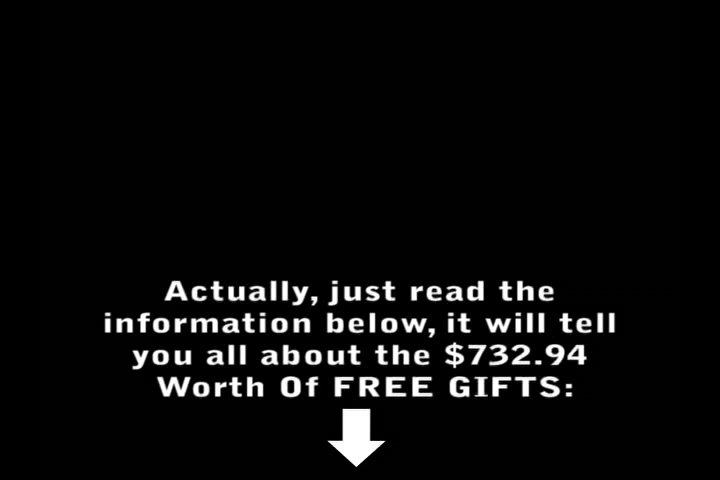 Actually, just read the
information below, it will tell
you all about the $732.94
Worth Of FREE GIFTS: